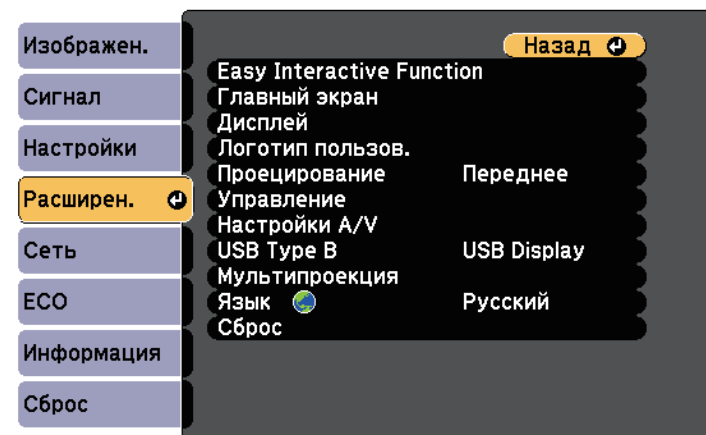 Изображен.
Сигнал
Настройки
Расширен.
Сеть
ECO
Информация
Сброс
Назад
Easy Interactive Function
Главный экран
Дисплей
Логотип пользов.
Проецирование Переднее
Управление
Настройки A/V
USB Type B USB Display
Мультипроекция
Язык Русский
Сброс